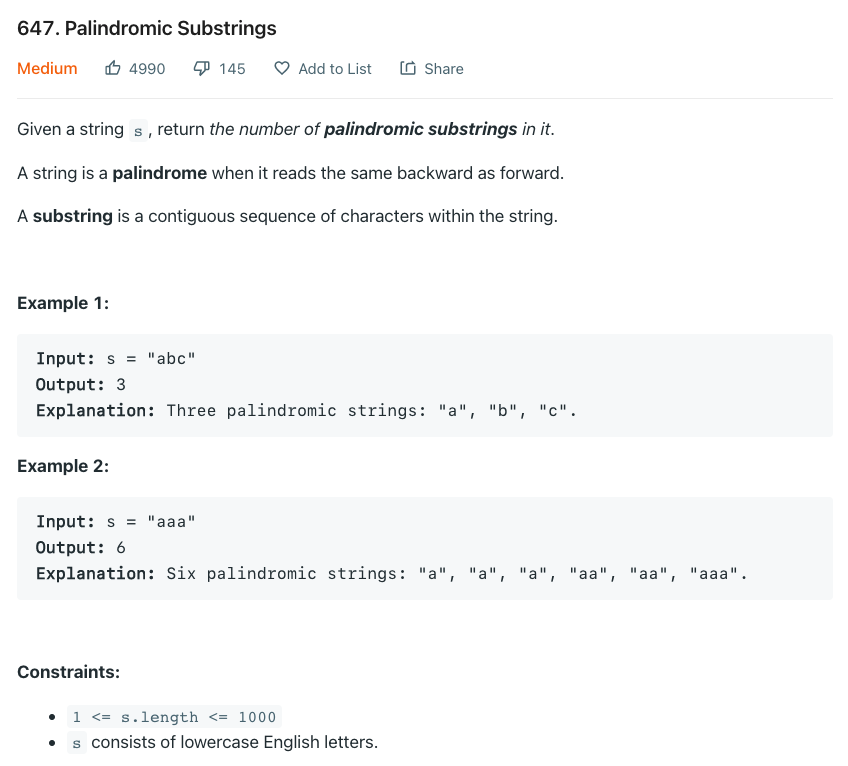 647. Palindromic Substrings
Medium 4990 145 Add to List Share
Given a string s, return the number of palindromic substrings in it.
A string is a palindrome when it reads the same backward as forward.
A substring is a contiguous sequence of characters within the string.
Example 1:
Input: s = "abc"
Output: 3
Explanation: Three palindromic strings: "a", "b", "c".
Example 2:
Input: s = "aaa"
Output: 6
Explanation: Six palindromic strings: "a", "a", "a", "aa", "aa", "aaa".
Constraints:
• 1 <= s.length <= 1000
• s consists of lowercase English letters.